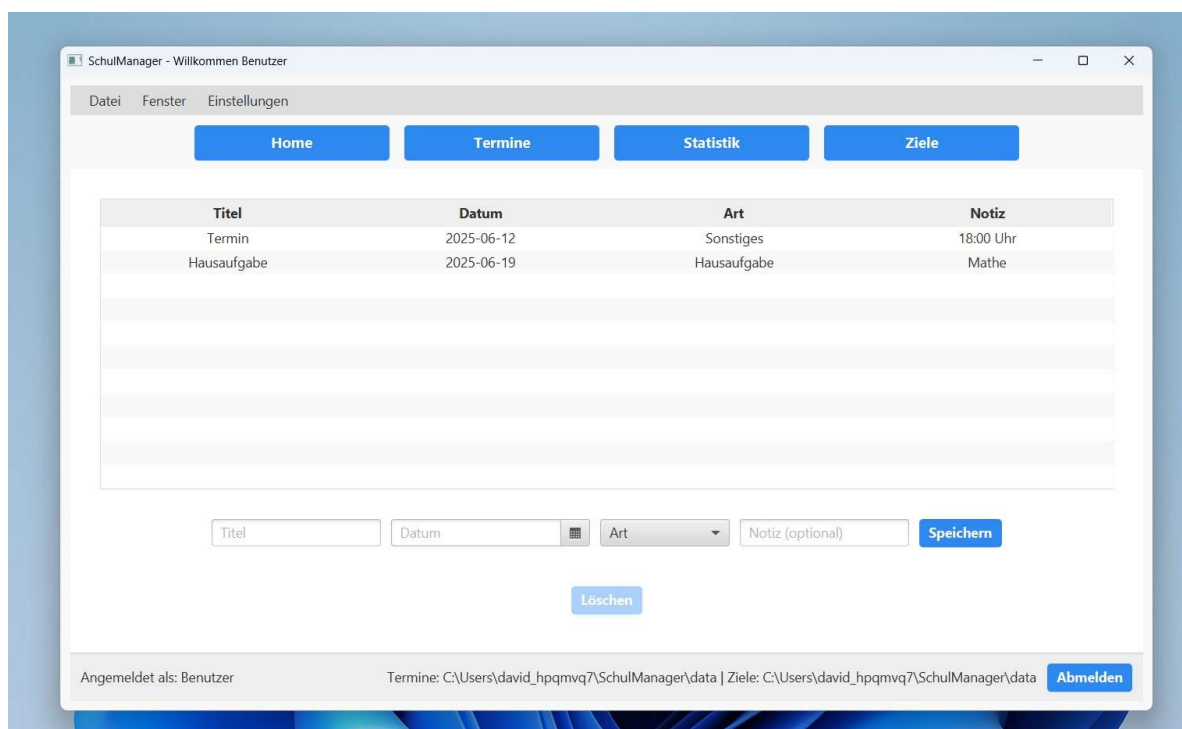 SchulManager - Willkommen Benutzer
Datei Fenster Einstellungen
Home Termine Statistik Ziele
Titel Datum Art Notiz
Termin 2025-06-12 Sonstiges 18:00 Uhr
Hausaufgabe 2025-06-19 Hausaufgabe Mathe
Titel Datum Art Notiz (optional) Speichern
Löschen
Angemeldet als: Benutzer Termine: C:\Users\david_hpqmvq7\SchulManager\data | Ziele: C:\Users\david_hpqmvq7\SchulManager\data Abmelden